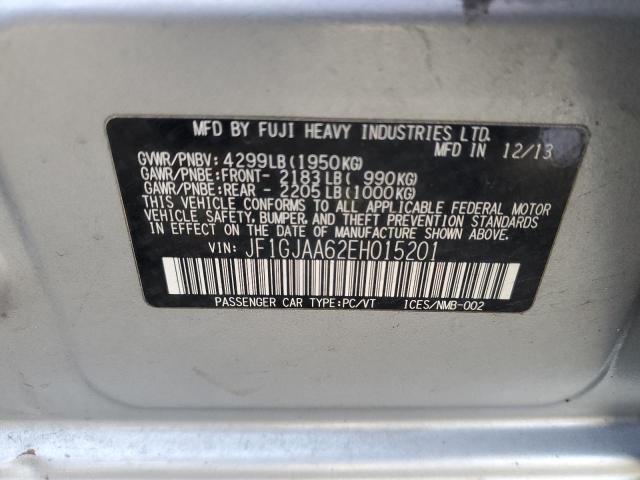 MFD BY FUJI HEAVY INDUSTRIES LTD.
MFD IN 12/13
GVWR/PNBV: 4299LB(1950KG)
GAWR/PNBE:FRONT- 2183LB( 990KG)
GAWR/PNBE:REAR - 2205LB(1000KG)
THIS VEHICLE CONFORMS TO ALL APPLICABLE FEDERAL MOTOR
VEHICLE SAFETY, BUMPER, AND THEFT PREVENTION STANDARDS
IN EFFECT ON THE DATE OF MANUFACTURE SHOWN ABOVE.
VIN: JF1GJAA62EH015201
PASSENGER CAR TYPE:PC/VT ICES/NMB-002